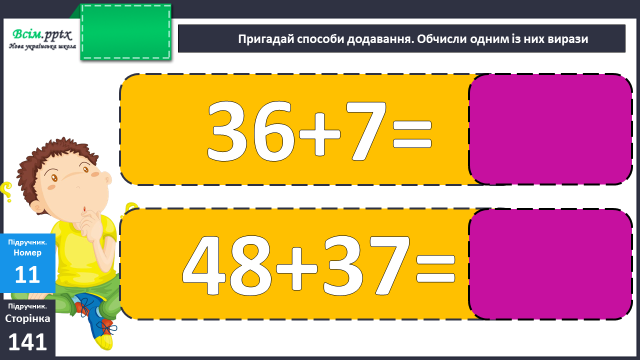 Всім.pptx
Нова українська школа
Пригадай способи додавання. Обчисли одним із них вирази
36+7=
48+37=
Підручник.
Номер
11
Підручник.
Сторінка
141